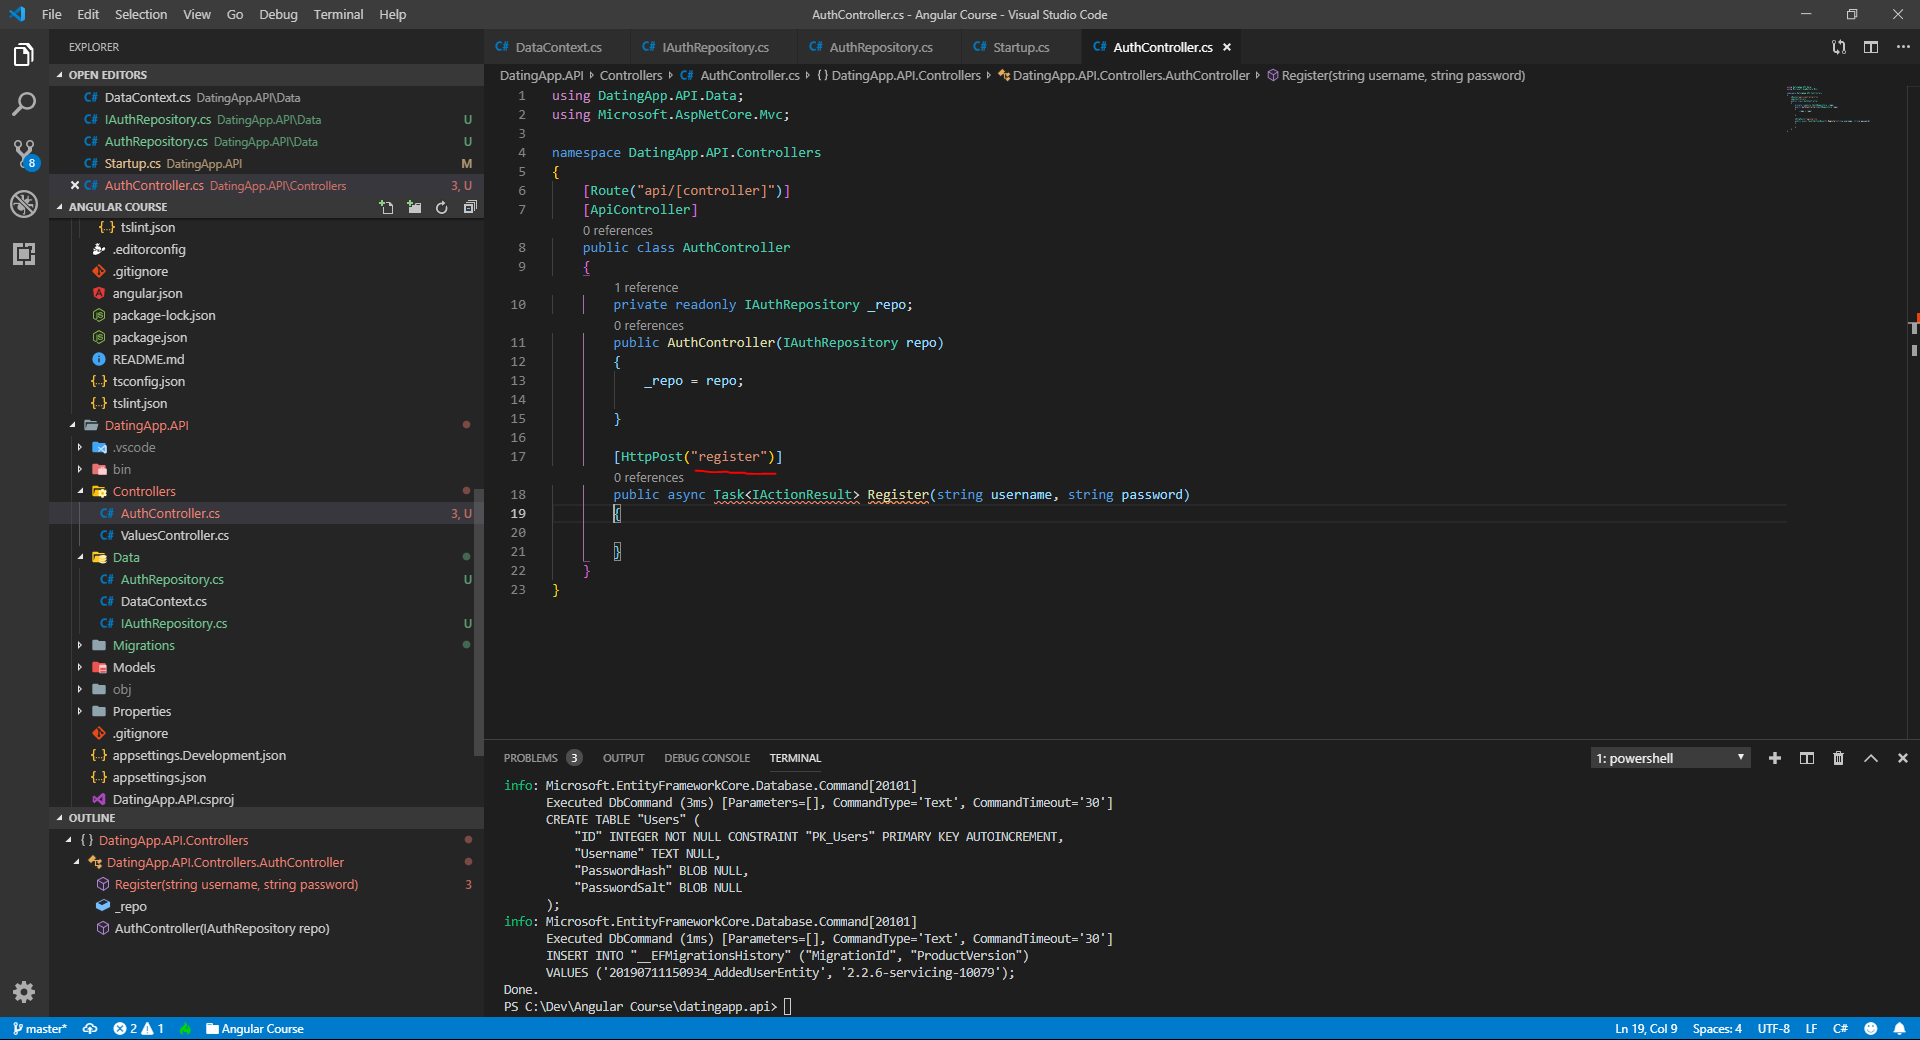 File Edit Selection View Go Debug Terminal Help
AuthController.cs - Angular Course - Visual Studio Code
EXPLORER
OPEN EDITORS
C# DataContext.cs DatingApp.API\Data
C# IAuthRepository.cs DatingApp.API\Data U
C# AuthRepository.cs DatingApp.API\Data U
C# Startup.cs DatingApp.API M
C# AuthController.cs DatingApp.API\Controllers 3, U
ANGULAR COURSE
tslint.json
.editorconfig
.gitignore
angular.json
package-lock.json
package.json
README.md
tsconfig.json
tslint.json
DatingApp.API
.vscode
bin
Controllers
C# AuthController.cs 3, U
C# ValuesController.cs
Data
C# AuthRepository.cs U
C# DataContext.cs
C# IAuthRepository.cs U
Migrations
Models
obj
Properties
.gitignore
appsettings.Development.json
appsettings.json
DatingApp.API.csproj
OUTLINE
{ } DatingApp.API.Controllers
DatingApp.API.Controllers.AuthController
Register(string username, string password) 3
_repo
AuthController(IAuthRepository repo)
8
C# DataContext.cs C# IAuthRepository.cs C# AuthRepository.cs C# Startup.cs C# AuthController.cs
DatingApp.API Controllers C# AuthController.cs { } DatingApp.API.Controllers DatingApp.API.Controllers.AuthController Register(string username, string password)
1 using DatingApp.API.Data;
2 using Microsoft.AspNetCore.Mvc;
3
4 namespace DatingApp.API.Controllers
5 {
6 [Route("api/[controller]")]
7 [ApiController]
0 references
8 public class AuthController
9 {
1 reference
10 private readonly IAuthRepository _repo;
0 references
11 public AuthController(IAuthRepository repo)
12 {
13 _repo = repo;
14
15 }
16
17 [HttpPost("register")]
0 references
18 public async Task<IActionResult> Register(string username, string password)
19 {
20
21 }
22 }
23 }
PROBLEMS 3 OUTPUT DEBUG CONSOLE TERMINAL 1: powershell
info: Microsoft.EntityFrameworkCore.Database.Command[20101]
Executed DbCommand (3ms) [Parameters=[], CommandType='Text', CommandTimeout='30']
CREATE TABLE "Users" (
"ID" INTEGER NOT NULL CONSTRAINT "PK_Users" PRIMARY KEY AUTOINCREMENT,
"Username" TEXT NULL,
"PasswordHash" BLOB NULL,
"PasswordSalt" BLOB NULL
);
info: Microsoft.EntityFrameworkCore.Database.Command[20101]
Executed DbCommand (1ms) [Parameters=[], CommandType='Text', CommandTimeout='30']
INSERT INTO "__EFMigrationsHistory" ("MigrationId", "ProductVersion")
VALUES ('20190711150934_AddedUserEntity', '2.2.6-servicing-10079');
Done.
PS C:\Dev\Angular Course\datingapp.api>
master* 2 1 Angular Course Ln 19, Col 9 Spaces: 4 UTF-8 LF C#